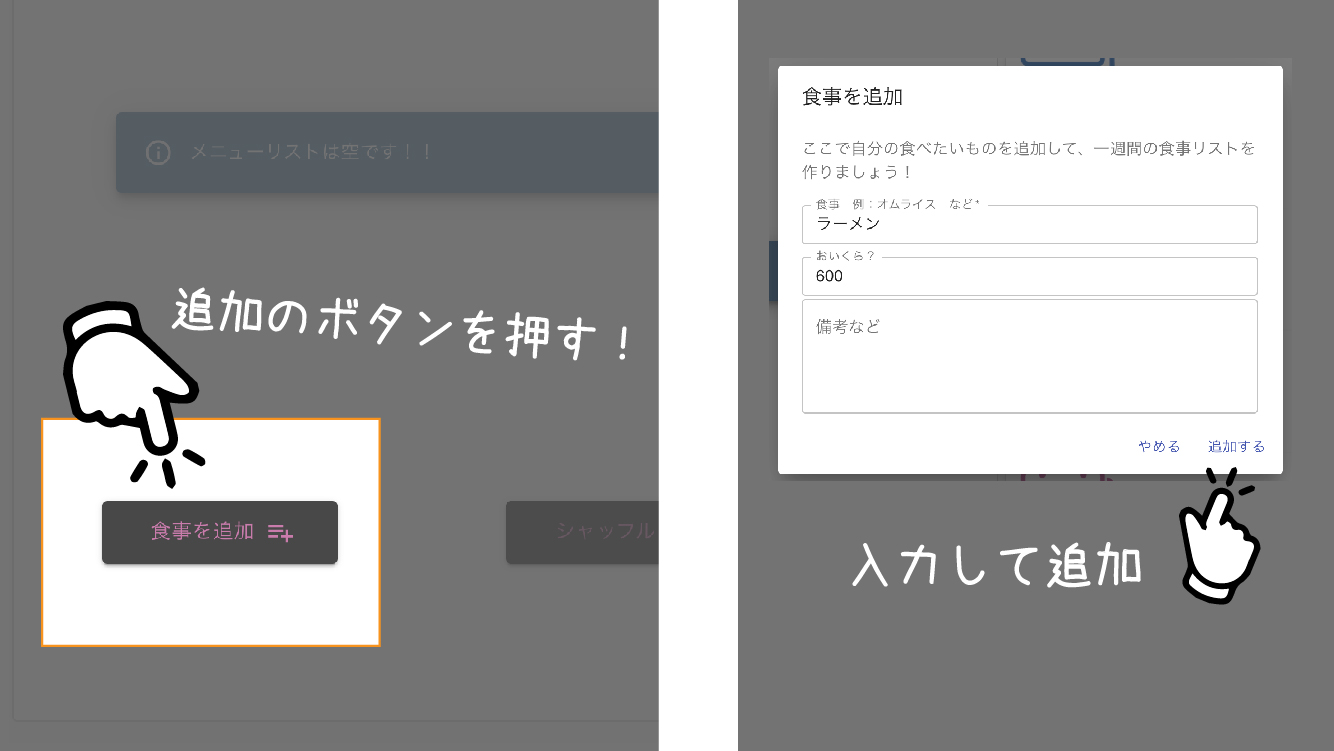 メニューリストは空です！！
追加のボタンを押す！
食事を追加
シャッフル
食事を追加
ここで自分の食べたいものを追加して、一週間の食事リストを
作りましょう！
食事　例：オムライス　など*
ラーメン
おいくら？
600
備考など
やめる
追加する
入力して追加